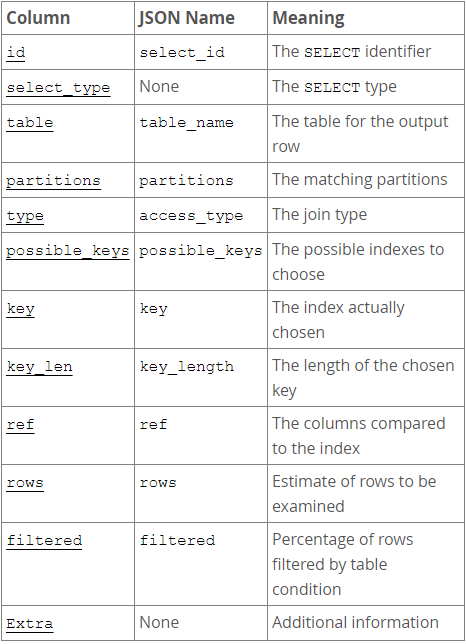 Column JSON Name Meaning
id select_id The SELECT identifier
select_type None The SELECT type
table table_name The table for the output
row
partitions partitions The matching partitions
type access_type The join type
possible_keys possible_keys The possible indexes to
choose
key key The index actually
chosen
key_len key_length The length of the chosen
key
ref ref The columns compared
to the index
rows rows Estimate of rows to be
examined
filtered filtered Percentage of rows
filtered by table
condition
Extra None Additional information